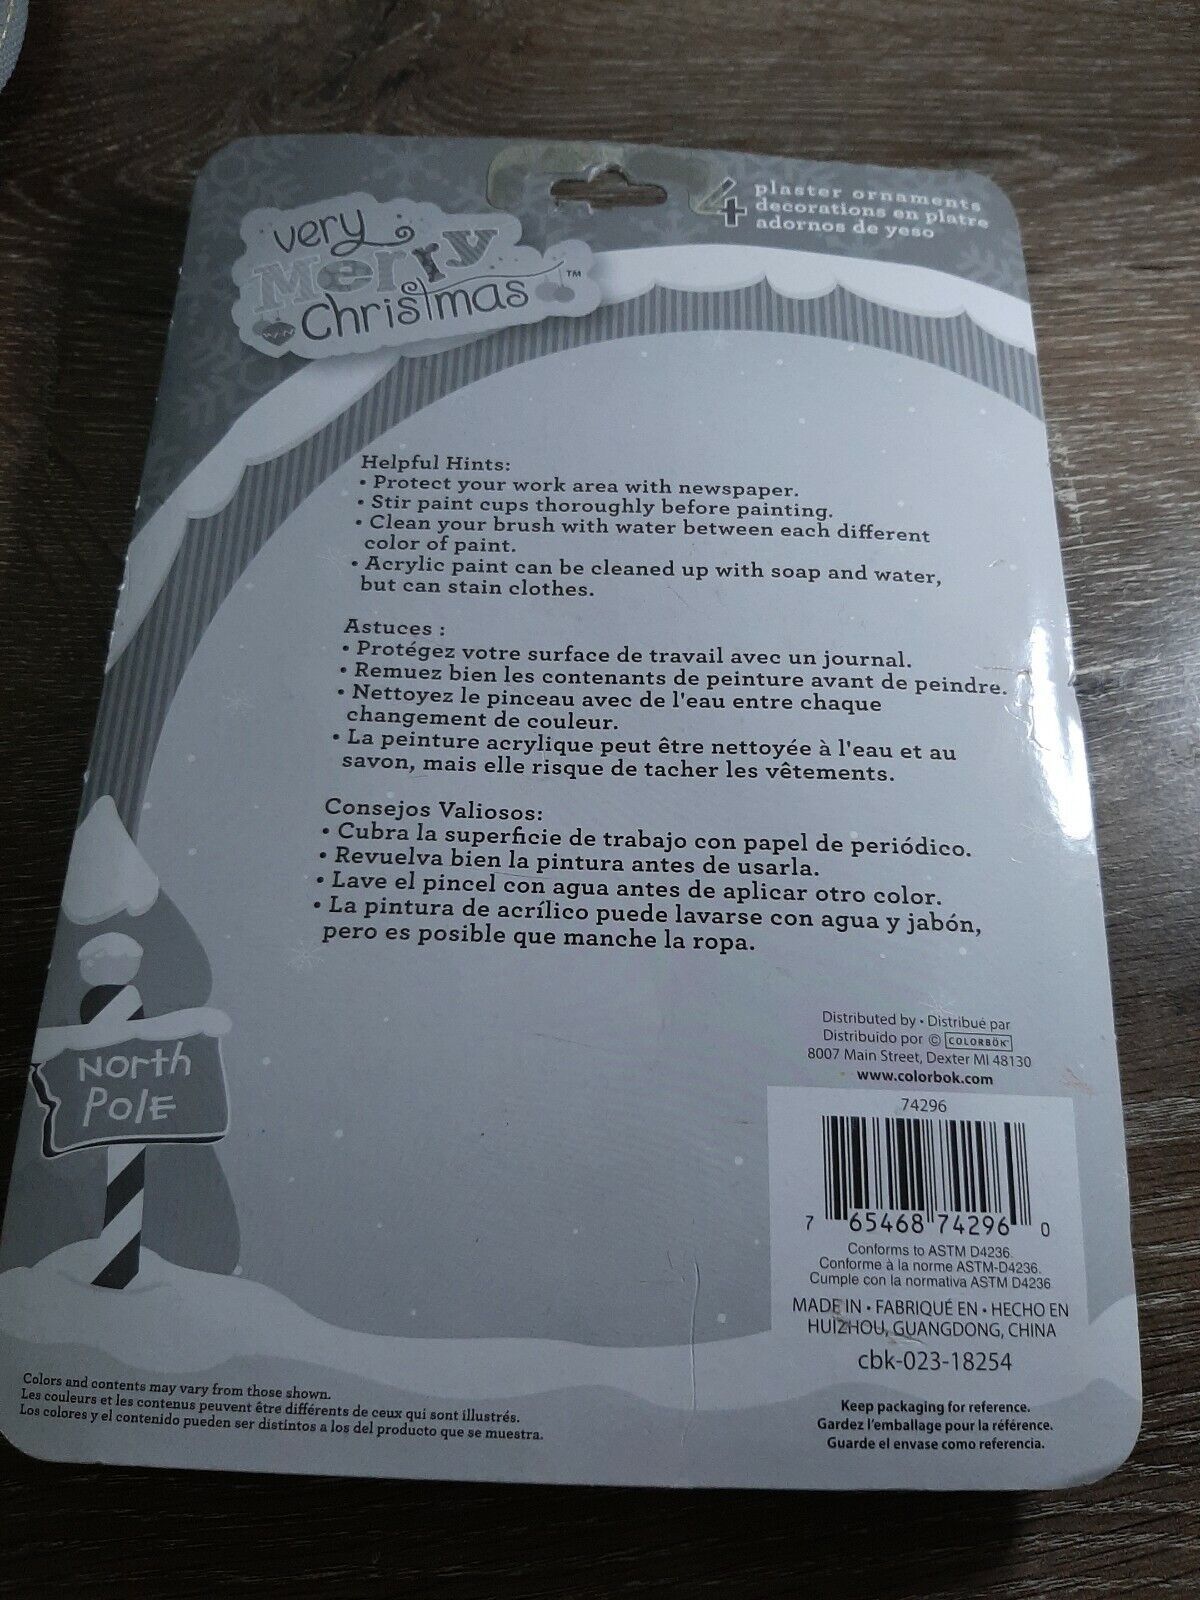 very
Merry
Christmas™
4
plaster ornaments
decorations en platre
adornos de yeso
Helpful Hints:
• Protect your work area with newspaper.
• Stir paint cups thoroughly before painting.
• Clean your brush with water between each different
color of paint.
• Acrylic paint can be cleaned up with soap and water,
but can stain clothes.
Astuces :
• Protégez votre surface de travail avec un journal.
• Remuez bien les contenants de peinture avant de peindre.
• Nettoyez le pinceau avec de l'eau entre chaque
changement de couleur.
• La peinture acrylique peut être nettoyée à l'eau et au
savon, mais elle risque de tacher les vêtements.
Consejos Valiosos:
• Cubra la superficie de trabajo con papel de periódico.
• Revuelva bien la pintura antes de usarla.
• Lave el pincel con agua antes de aplicar otro color.
• La pintura de acrílico puede lavarse con agua y jabón,
pero es posible que manche la ropa.
North
Pole
Distributed by • Distribué par
Distribuido por © COLORBÖK
8007 Main Street, Dexter MI 48130
www.colorbok.com
74296
7 65468 74296 0
Conforms to ASTM D4236.
Conforme à la norme ASTM-D4236.
Cumple con la normativa ASTM D4236
MADE IN • FABRIQUÉ EN • HECHO EN
HUIZHOU, GUANGDONG, CHINA
cbk-023-18254
Keep packaging for reference.
Gardez l'emballage pour la référence.
Guarde el envase como referencia.
Colors and contents may vary from those shown.
Les couleurs et les contenus peuvent être différents de ceux qui sont illustrés.
Los colores y el contenido pueden ser distintos a los del producto que se muestra.